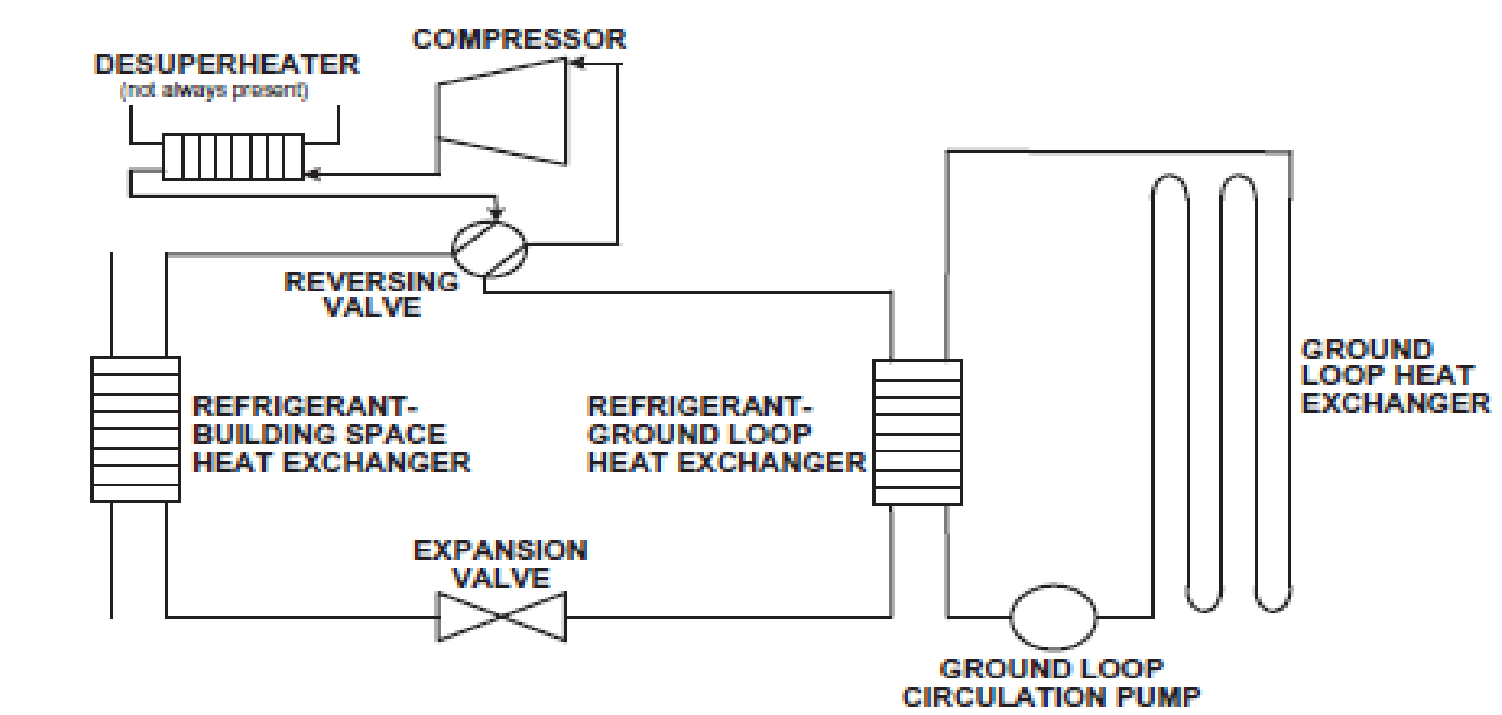 COMPRESSOR
DESUPERHEATER
(not always present)
REVERSING
VALVE
REFRIGERANT-
BUILDING SPACE
HEAT EXCHANGER
REFRIGERANT-
GROUND LOOP
HEAT EXCHANGER
GROUND
LOOP HEAT
EXCHANGER
EXPANSION
VALVE
GROUND LOOP
CIRCULATION PUMP